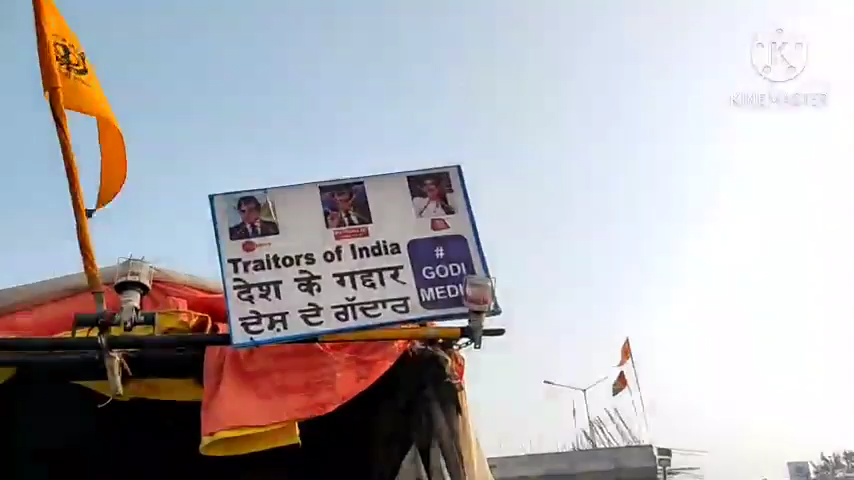 KINEMASTER
Traitors of India
देश के गद्दार
ਦੇਸ਼ ਦੇ ਗੱਦਾਰ
#
GODI
MEDI